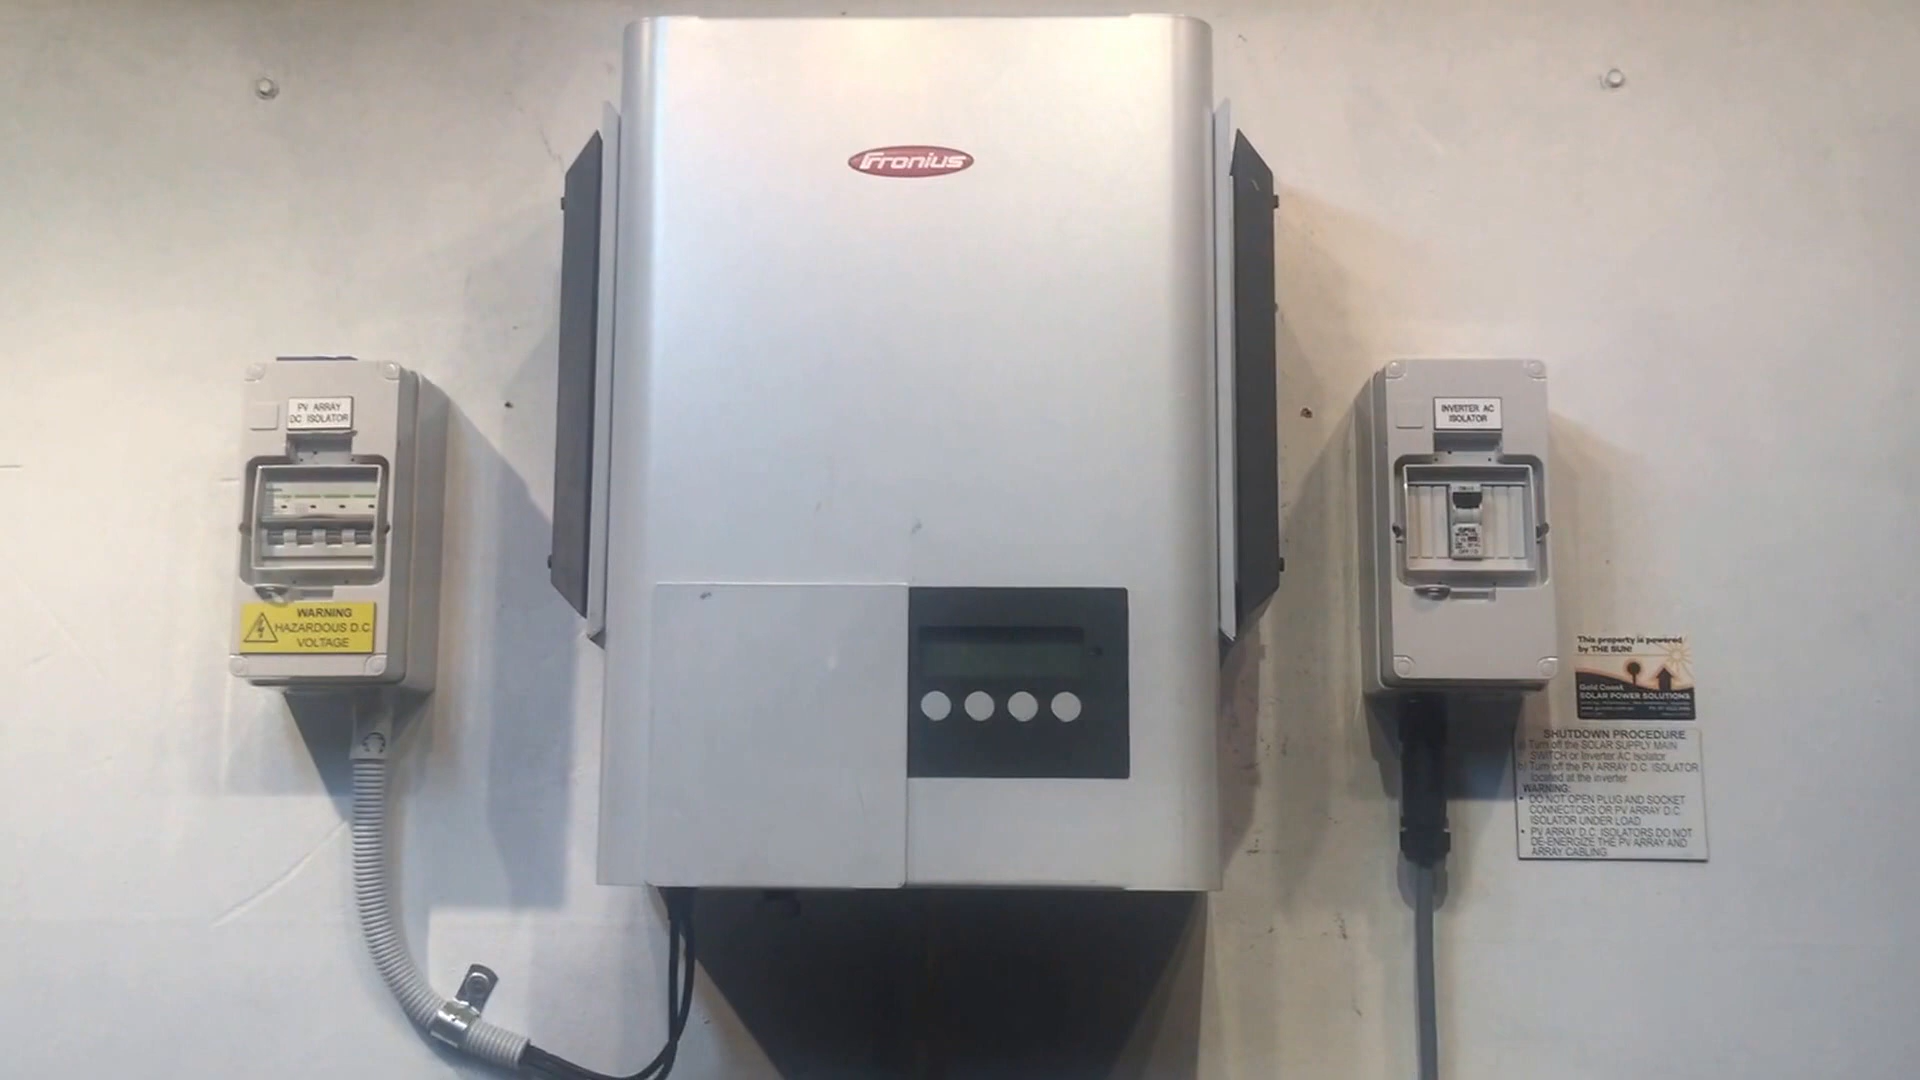 Fronius
PV ARRAY
DC ISOLATOR
WARNING
HAZARDOUS D.C.
VOLTAGE
INVERTER AC
ISOLATOR
This property is powered
by THE SUN!
Gold Coast
SOLAR POWER SOLUTIONS
SHUTDOWN PROCEDURE
a) Turn off the SOLAR SUPPLY MAIN
SWITCH or Inverter AC Isolator
b) Turn off the PV ARRAY D.C. ISOLATOR
located at the inverter
WARNING:
• DO NOT OPEN PLUG AND SOCKET
CONNECTORS OR PV ARRAY D.C.
ISOLATOR UNDER LOAD
• PV ARRAY D.C. ISOLATORS DO NOT
DE-ENERGIZE THE PV ARRAY AND
ARRAY CABLING